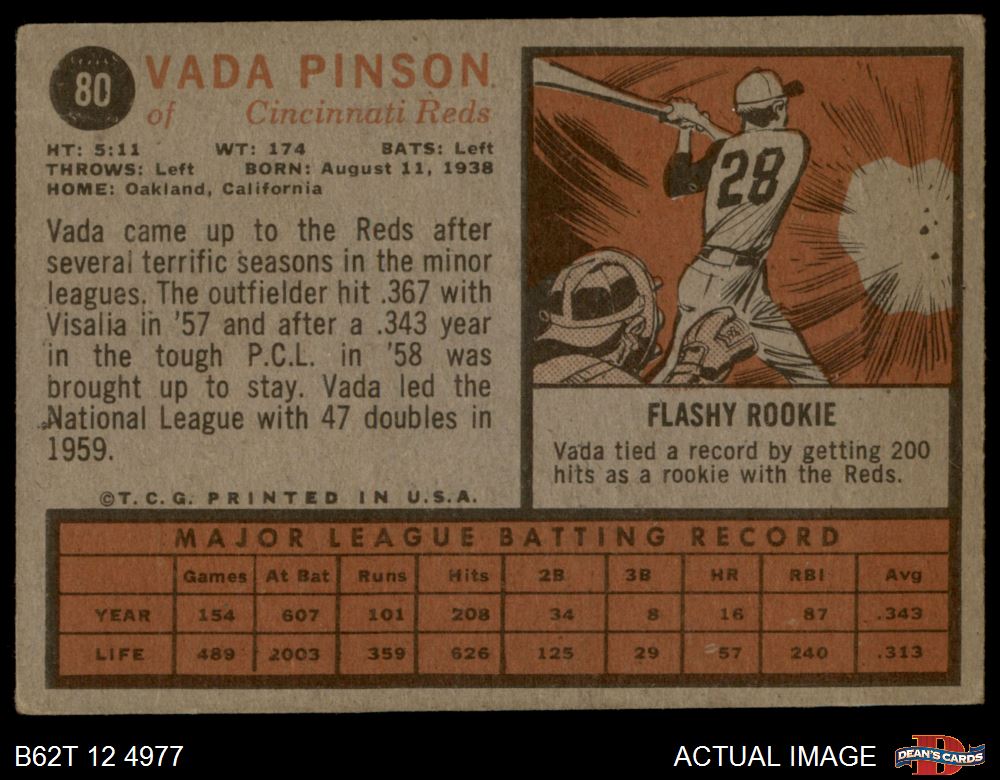 80
VADA PINSON
of Cincinnati Reds
HT: 5:11 WT: 174 BATS: Left
THROWS: Left BORN: August 11, 1938
HOME: Oakland, California
Vada came up to the Reds after
several terrific seasons in the minor
leagues. The outfielder hit .367 with
Visalia in '57 and after a .343 year
in the tough P.C.L. in '58 was
brought up to stay. Vada led the
National League with 47 doubles in
1959.
©T.C.G. PRINTED IN U.S.A.
28
FLASHY ROOKIE
Vada tied a record by getting 200
hits as a rookie with the Reds.
MAJOR LEAGUE BATTING RECORD
Games At Bat Runs Hits 2B 3B HR RBI Avg
YEAR 154 607 101 208 34 8 16 87 .343
LIFE 489 2003 359 626 125 29 57 240 .313
B62T 12 4977
ACTUAL IMAGE
D
DEAN'S CARDS